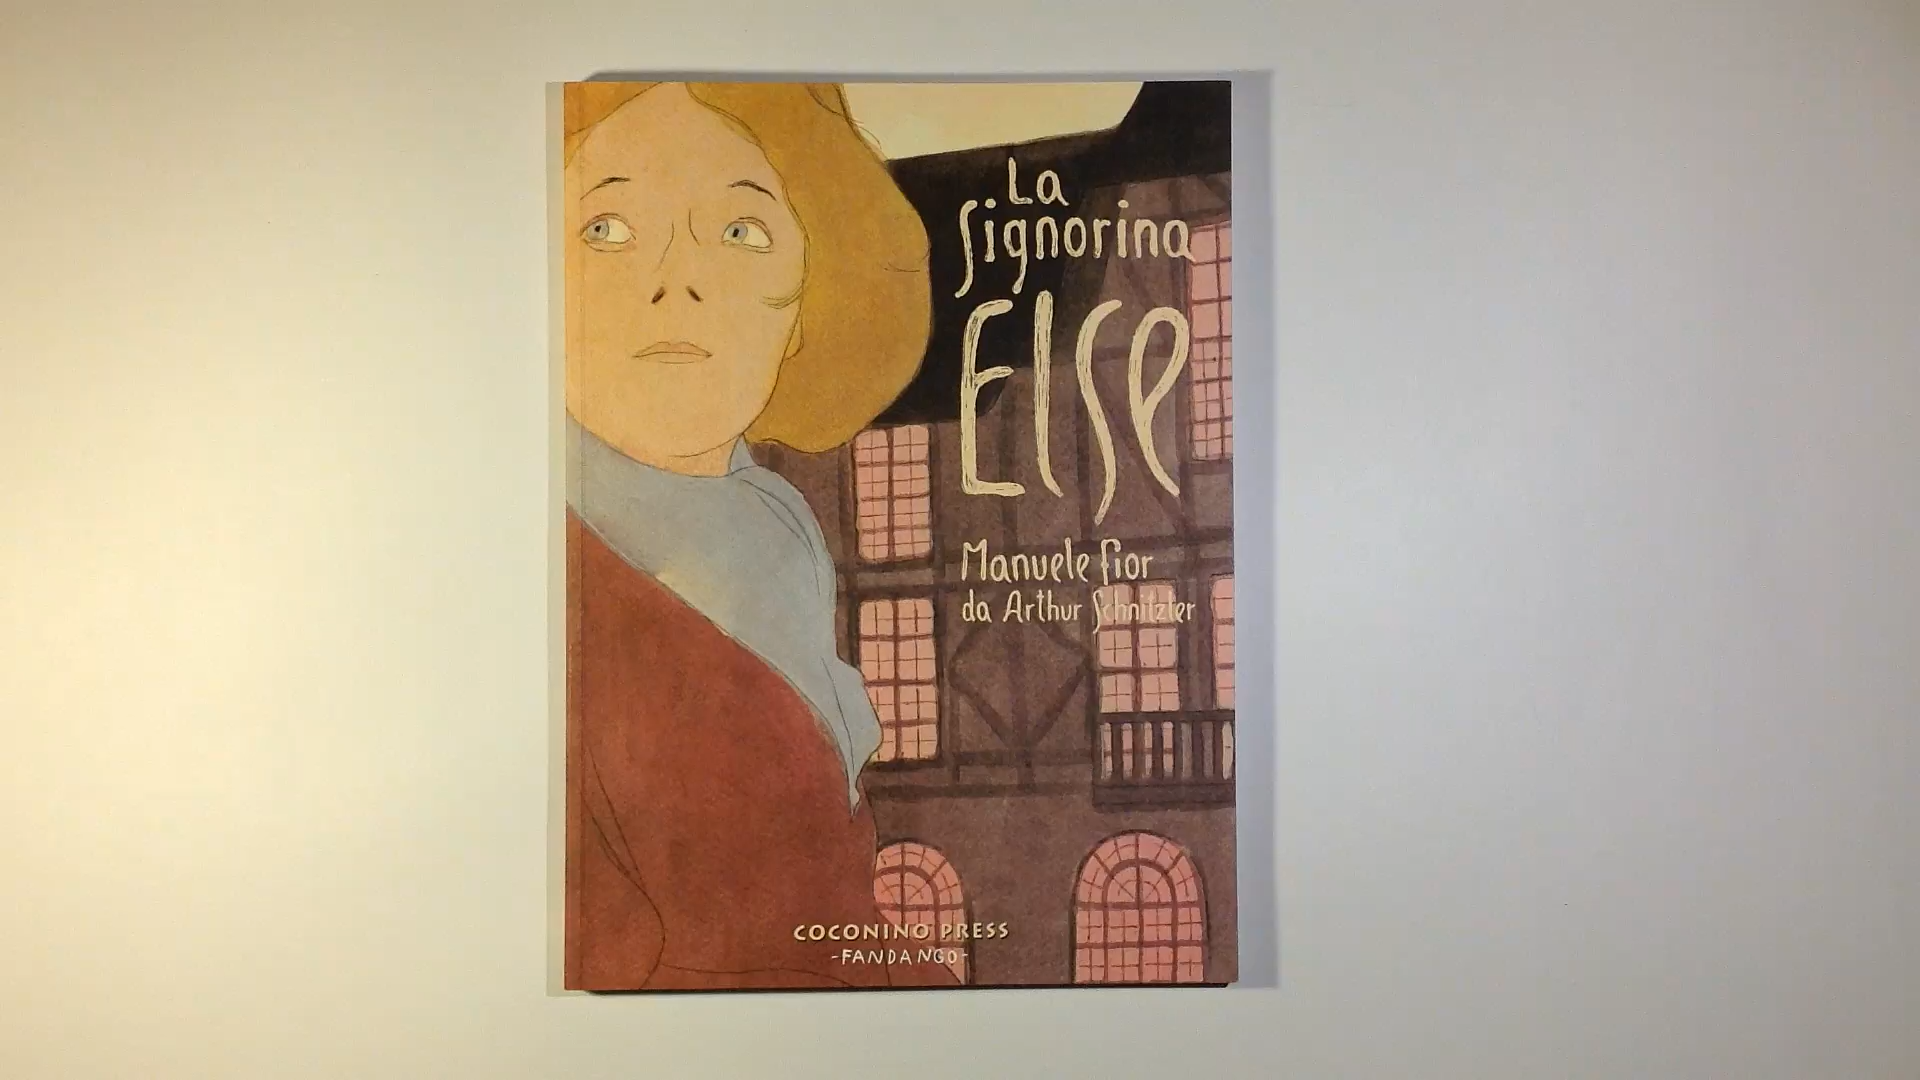 La
Signorina
Else
Manuele Fior
da Arthur Schnitzler
COCONINO PRESS
-FANDANGO-